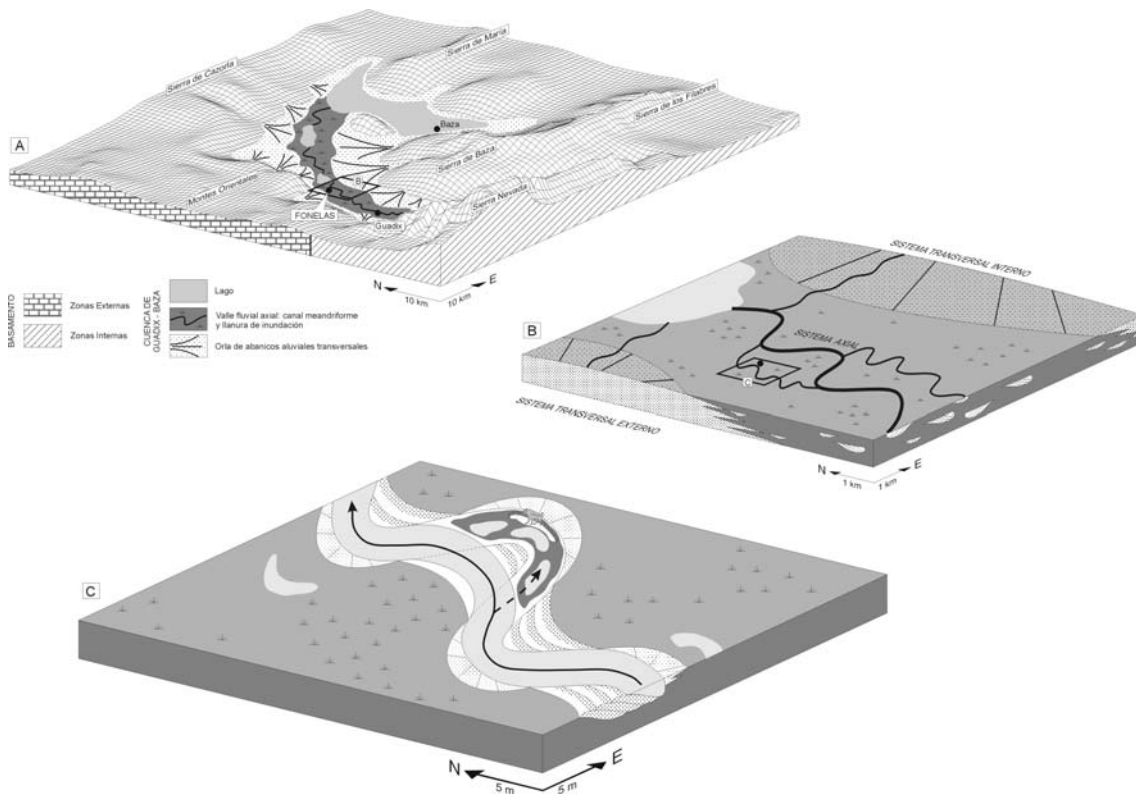 A
Sierra de Cazorla
Sierra de María
Sierra de los Filabres
Baza
Sierra de Baza
B
Montes Orientales
Sierra Nevada
FONELAS
Guadix
N
E
10 km
10 km
BASAMENTO
Zonas Externas
Zonas Internas
CUENCA DE
GUADIX - BAZA
Lago
Valle fluvial axial: canal meandriforme
y llanura de inundación
Orla de abanicos aluviales transversales
B
SISTEMA TRANSVERSAL INTERNO
SISTEMA AXIAL
C
SISTEMA TRANSVERSAL EXTERNO
N
E
1 km
1 km
C
N
E
5 m
5 m